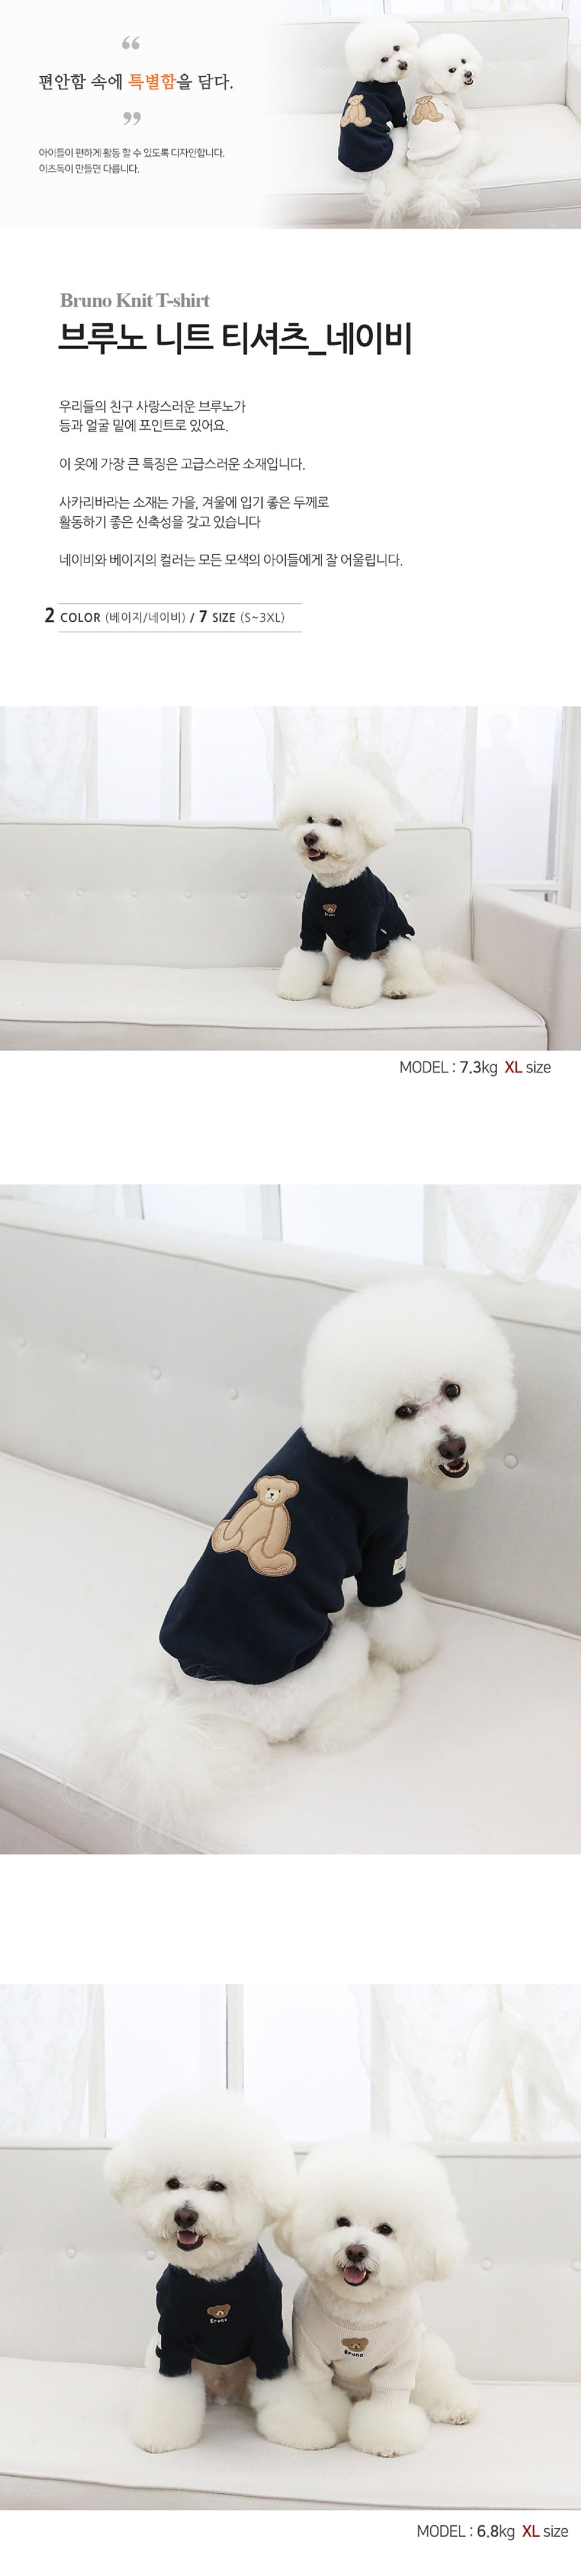 “
편안함 속에 특별함을 담다.
”
아이들이 편하게 활동 할 수 있도록 디자인합니다.
이츠독이 만들면 다릅니다.
Bruno Knit T-shirt
브루노 니트 티셔츠_네이비
우리들의 친구 사랑스러운 브루노가
등과 얼굴 밑에 포인트로 있어요.
이 옷에 가장 큰 특징은 고급스러운 소재입니다.
사카리바라는 소재는 가을, 겨울에 입기 좋은 두께로
활동하기 좋은 신축성을 갖고 있습니다
네이비와 베이지의 컬러는 모든 모색의 아이들에게 잘 어울립니다.
2 COLOR (베이지/네이비) / 7 SIZE (S~3XL)
MODEL : 7.3kg XL size
Bruno
Bruno
MODEL : 6.8kg XL size